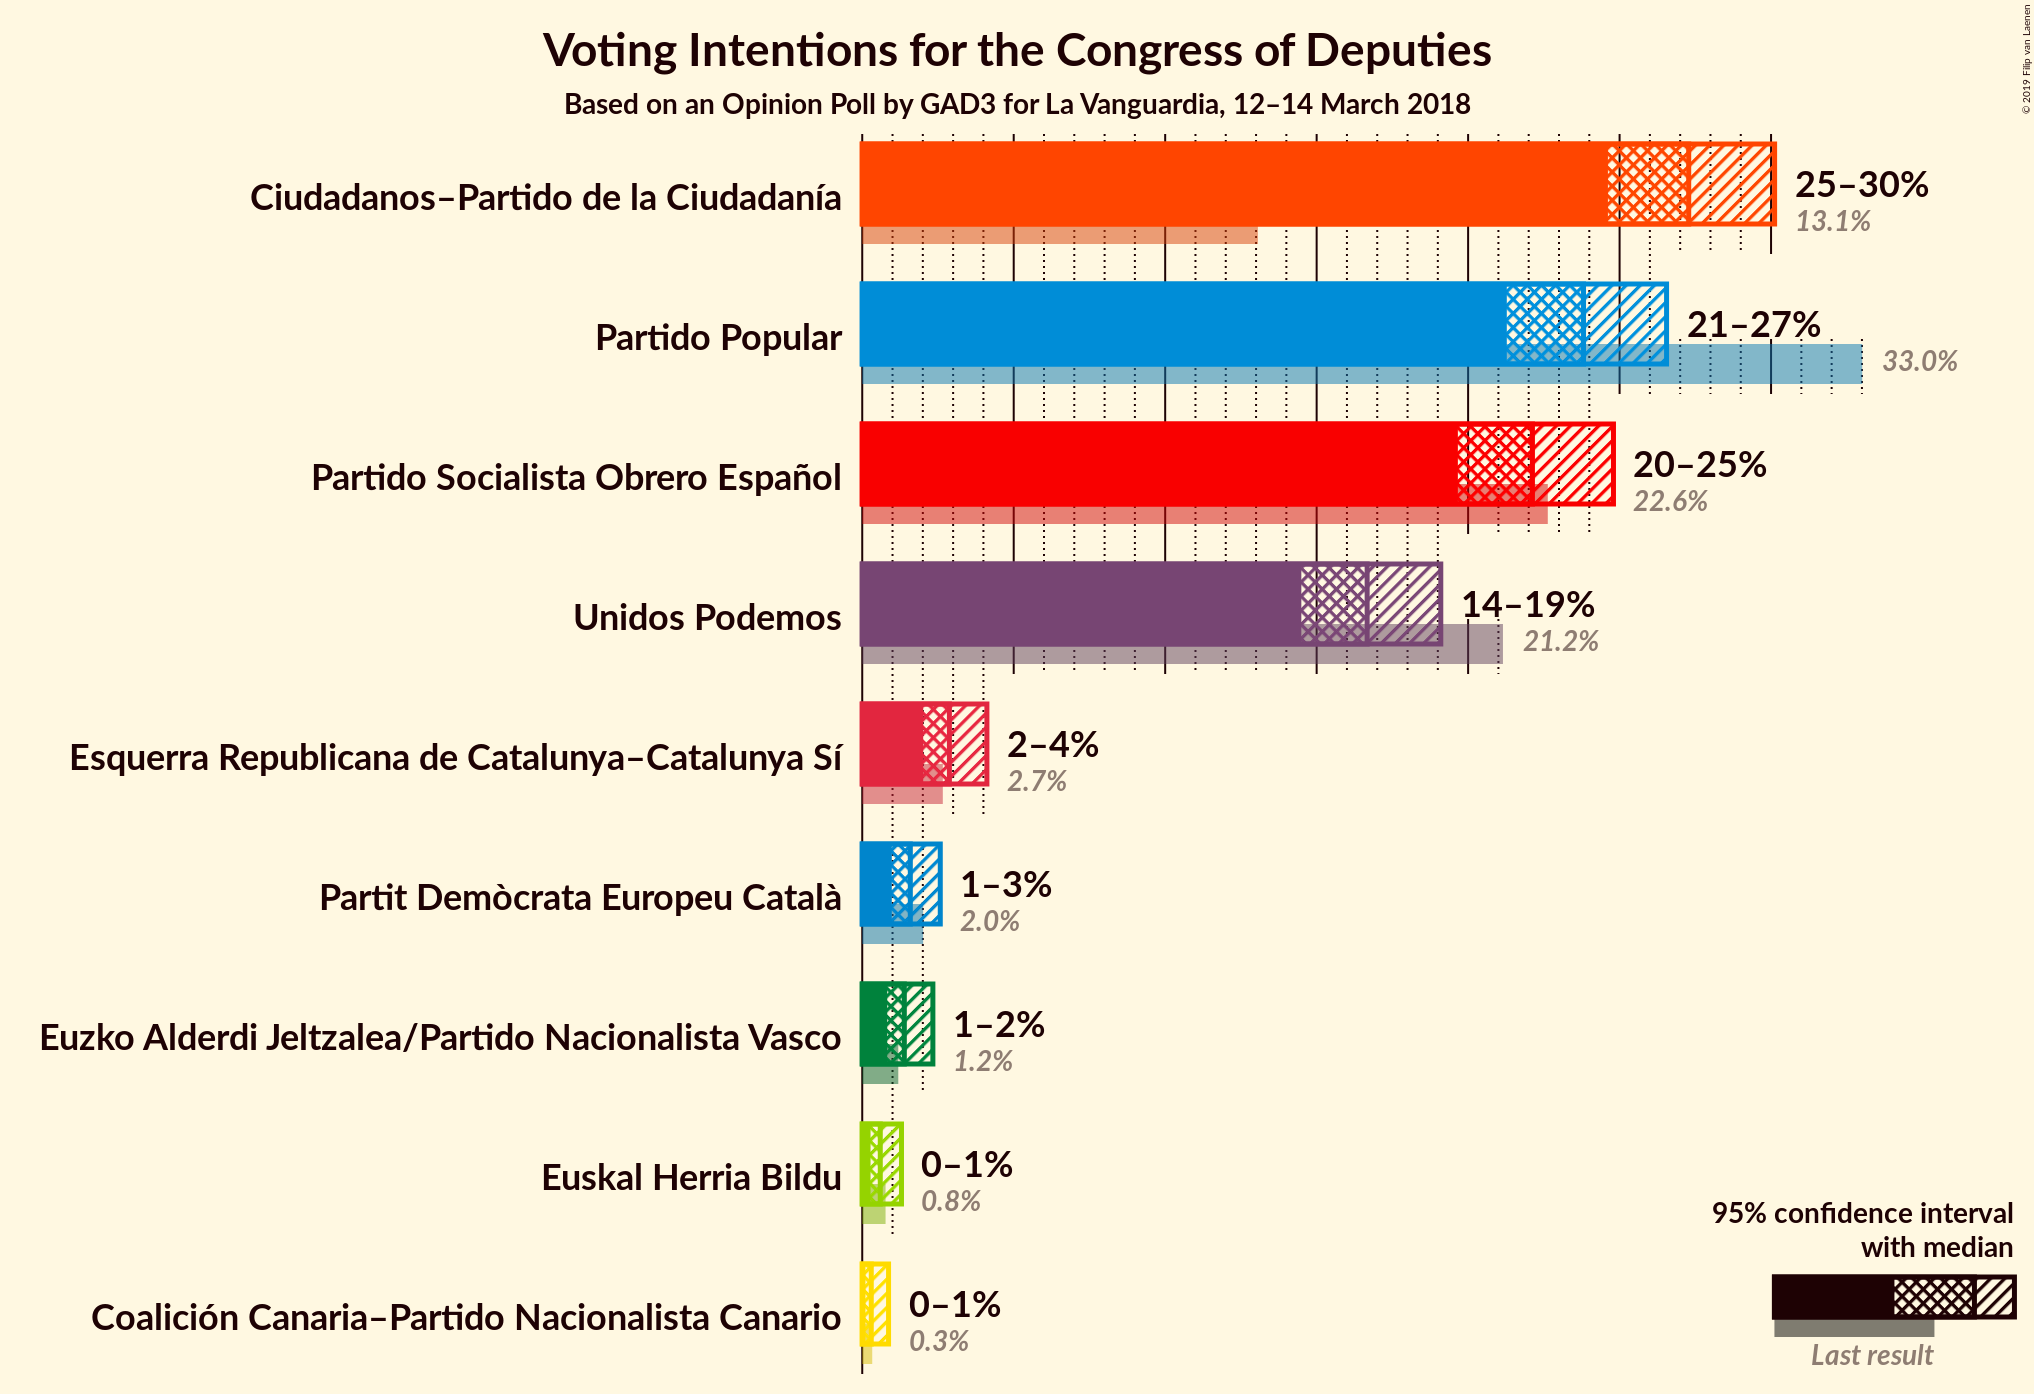 Voting Intentions for the Congress of Deputies
Based on an Opinion Poll by GAD3 for La Vanguardia, 12–14 March 2018
© 2019 Filip van Laenen
Ciudadanos–Partido de la Ciudadanía
25–30%
13.1%
Partido Popular
21–27%
33.0%
Partido Socialista Obrero Español
20–25%
22.6%
Unidos Podemos
14–19%
21.2%
Esquerra Republicana de Catalunya–Catalunya Sí
2–4%
2.7%
Partit Demòcrata Europeu Català
1–3%
2.0%
Euzko Alderdi Jeltzalea/Partido Nacionalista Vasco
1–2%
1.2%
Euskal Herria Bildu
0–1%
0.8%
Coalición Canaria–Partido Nacionalista Canario
0–1%
0.3%
95% confidence interval
with median
Last result